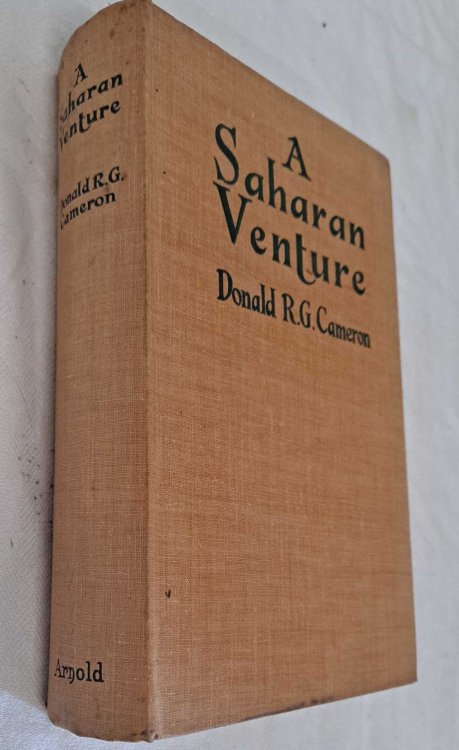 A
Saharan
Venture
Donald R.G.
Cameron
Arnold
A
Saharan
Venture
Donald R.G. Cameron